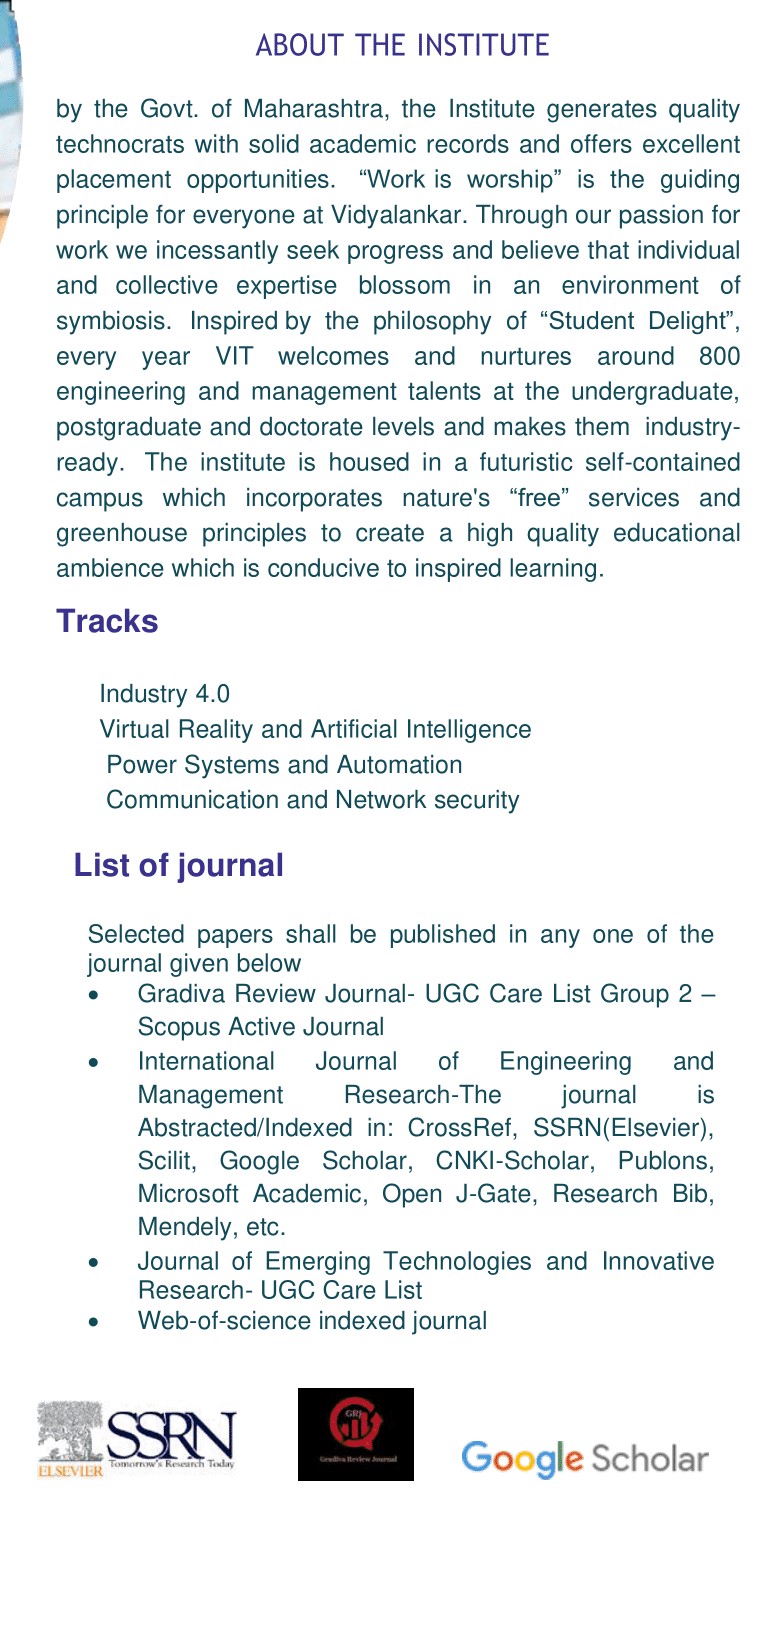 ABOUT THE INSTITUTE
by the Govt. of Maharashtra, the Institute generates quality
technocrats with solid academic records and offers excellent
placement opportunities. “Work is worship” is the guiding
principle for everyone at Vidyalankar. Through our passion for
work we incessantly seek progress and believe that individual
and collective expertise blossom in an environment of
symbiosis. Inspired by the philosophy of “Student Delight”,
every year VIT welcomes and nurtures around 800
engineering and management talents at the undergraduate,
postgraduate and doctorate levels and makes them industry-
ready. The institute is housed in a futuristic self-contained
campus which incorporates nature's “free” services and
greenhouse principles to create a high quality educational
ambience which is conducive to inspired learning.
Tracks
Industry 4.0
Virtual Reality and Artificial Intelligence
Power Systems and Automation
Communication and Network security
List of journal
Selected papers shall be published in any one of the
journal given below
• Gradiva Review Journal- UGC Care List Group 2 –
Scopus Active Journal
• International Journal of Engineering and
Management Research-The journal is
Abstracted/Indexed in: CrossRef, SSRN(Elsevier),
Scilit, Google Scholar, CNKI-Scholar, Publons,
Microsoft Academic, Open J-Gate, Research Bib,
Mendely, etc.
• Journal of Emerging Technologies and Innovative
Research- UGC Care List
• Web-of-science indexed journal
SSRN
Tomorrow's Research Today
ELSEVIER
GRJ
Gradiva Review Journal
Google Scholar